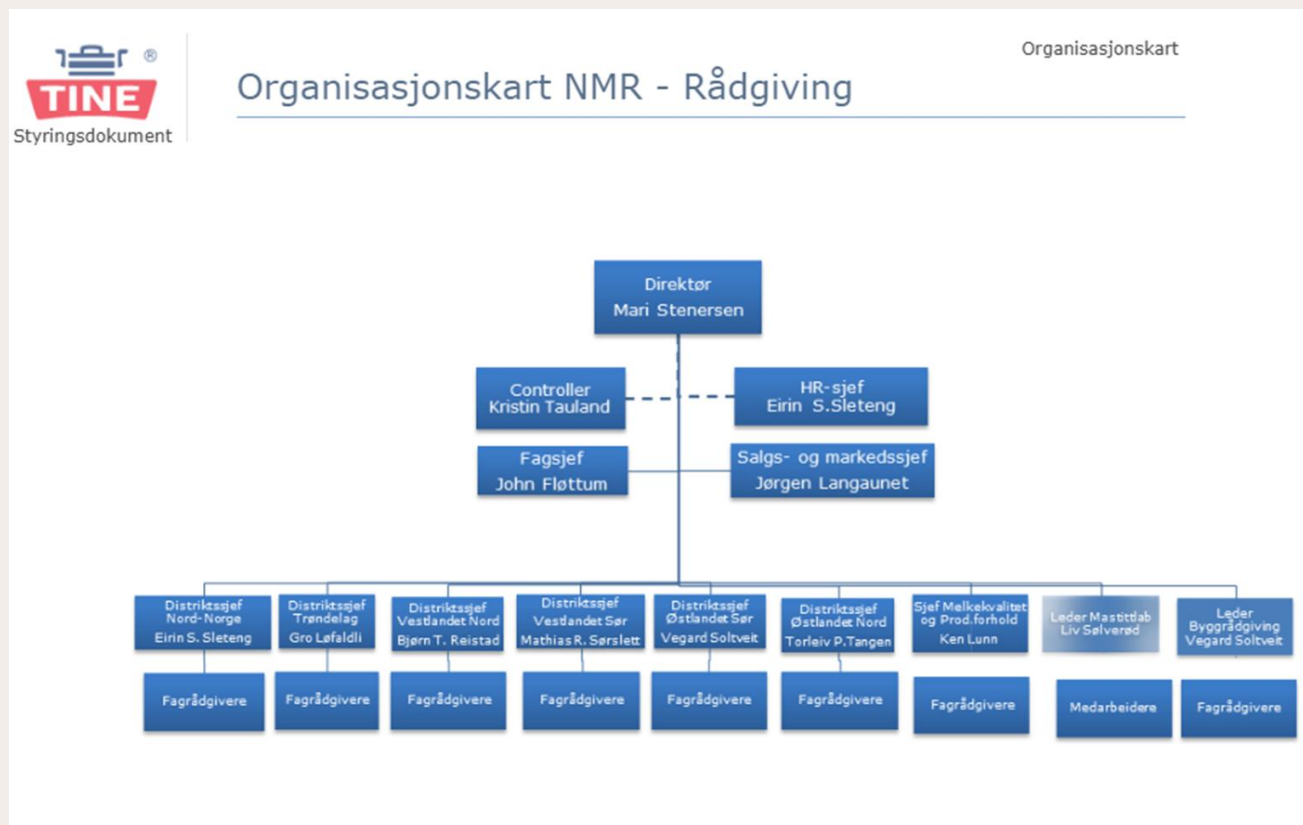 TINE ®
Styringsdokument
Organisasjonskart
Organisasjonskart NMR - Rådgiving
Direktør
Mari Stenersen
Controller
Kristin Tauland
HR-sjef
Eirin S.Sleteng
Fagsjef
John Fløttum
Salgs- og markedssjef
Jørgen Langaunet
Distriktssjef
Nord-Norge
Eirin S. Sleteng
Distriktssjef
Trøndelag
Gro Løfaldli
Distriktssjef
Vestlandet Nord
Bjørn T. Reistad
Distriktssjef
Vestlandet Sør
Mathias R. Sørslett
Distriktssjef
Østlandet Sør
Vegard Soltveit
Distriktssjef
Østlandet Nord
Torleiv P.Tangen
Sjef Melkekvalitet
og Prod.forhold
Ken Lunn
Leder Mastittlab
Liv Sølverød
Leder
Byggrådgiving
Vegard Soltveit
Fagrådgivere
Fagrådgivere
Fagrådgivere
Fagrådgivere
Fagrådgivere
Fagrådgivere
Fagrådgivere
Medarbeidere
Fagrådgivere